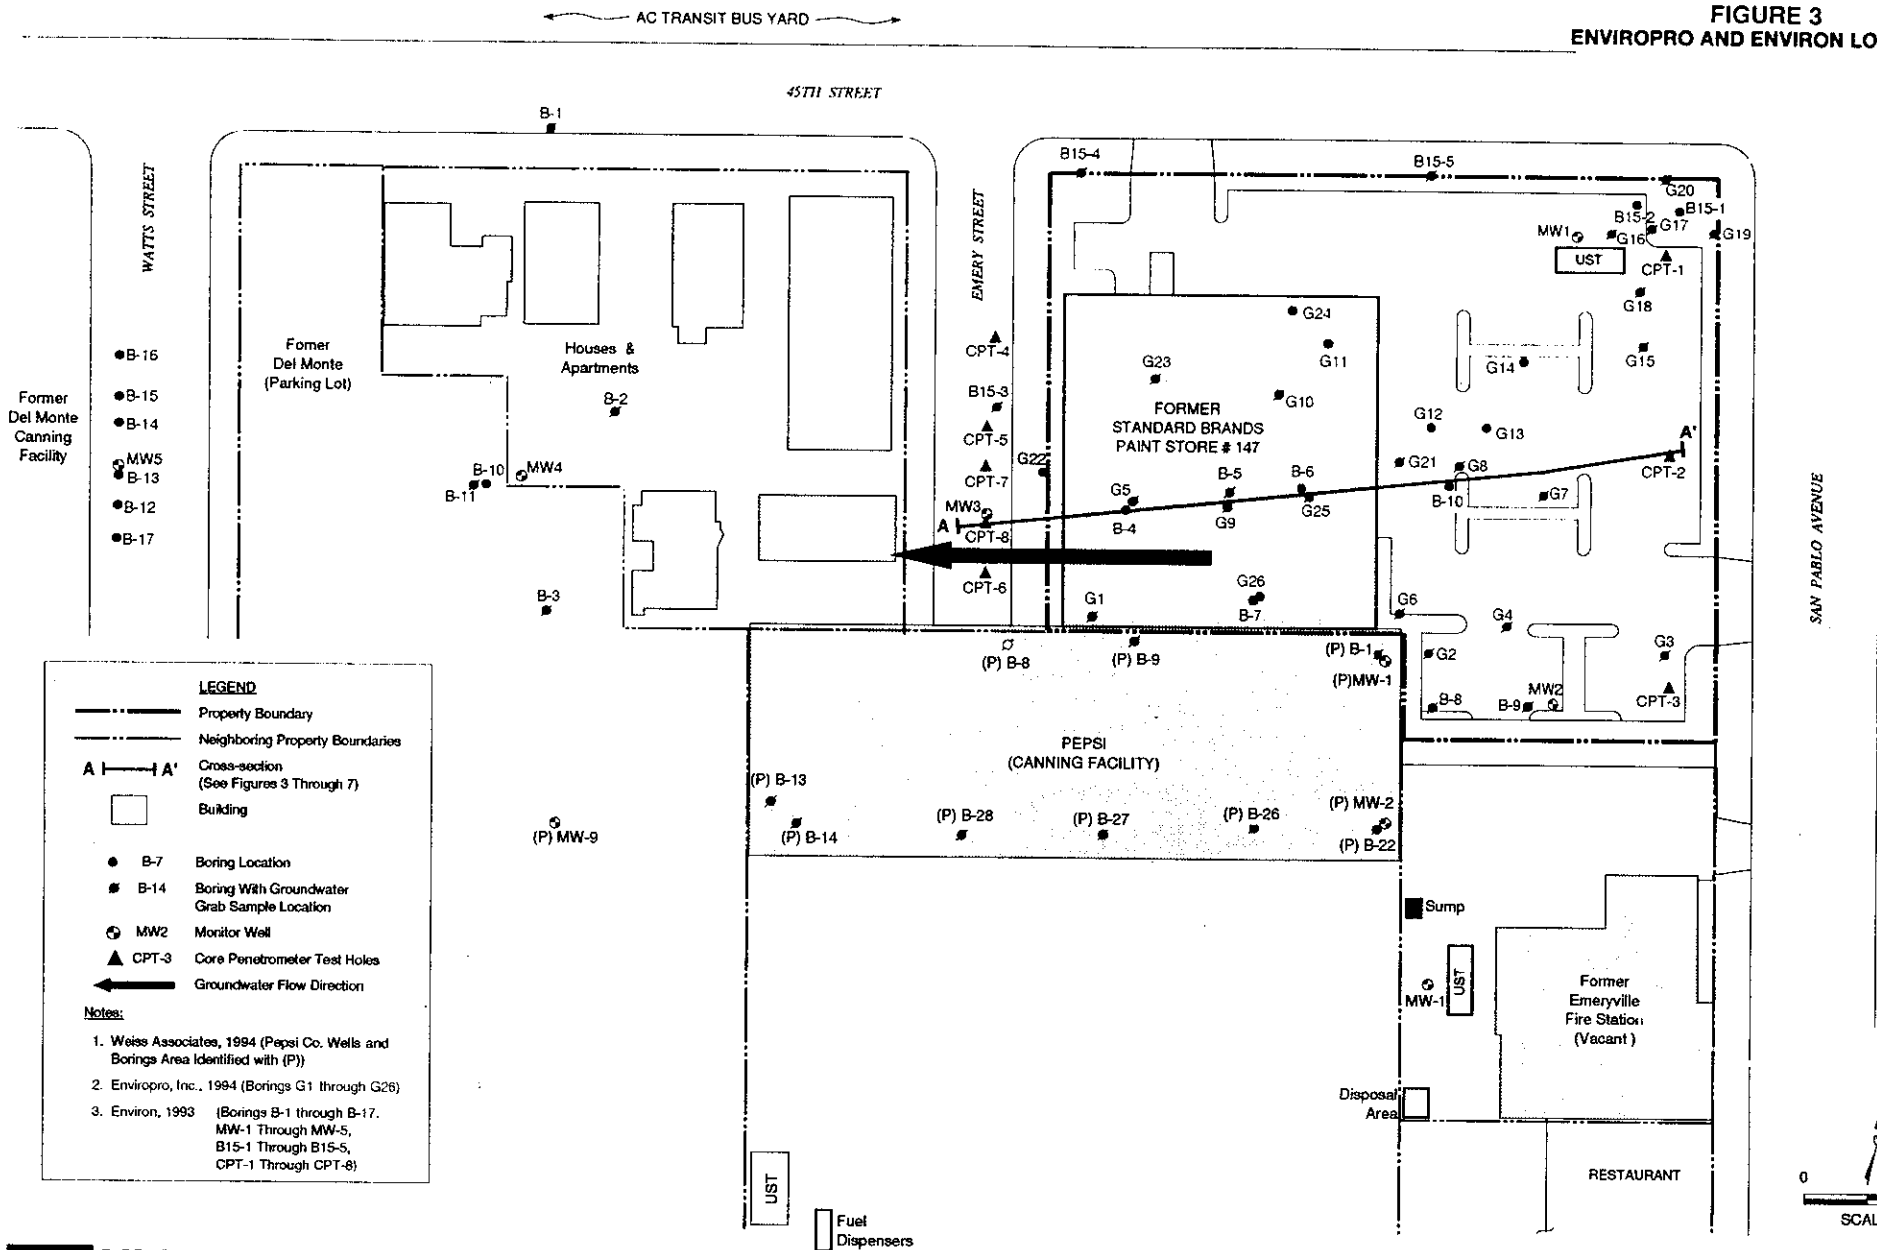 FIGURE 3
ENVIROPRO AND ENVIRON LO
AC TRANSIT BUS YARD
45TH STREET
WATTS STREET
EMERY STREET
SAN PABLO AVENUE
B-1
B15-4
B15-5
G20
B15-2
B15-1
G17
G16
G19
MW1
UST
CPT-1
G18
G15
G14
G24
G11
G23
G10
CPT-4
B15-3
CPT-5
CPT-7
G22
FORMER
STANDARD BRANDS
PAINT STORE # 147
G12
G13
G21
G8
A'
CPT-2
B-10
G7
B-16
B-15
B-14
MW5
B-13
B-12
B-17
Former
Del Monte
Canning
Facility
Fomer
Del Monte
(Parking Lot)
Houses &
Apartments
B-2
B-10
B-11
MW4
B-3
MW3
A
CPT-8
CPT-6
G5
B-4
B-5
G9
B-6
G25
G26
B-7
G1
G6
G4
G3
G2
B-8
B-9
MW2
CPT-3
(P) B-8
(P) B-9
(P) B-1
(P)MW-1
PEPSI
(CANNING FACILITY)
(P) B-13
(P) B-14
(P) B-28
(P) B-27
(P) B-26
(P) MW-2
(P) B-22
(P) MW-9
Sump
MW-1
UST
Former
Emeryville
Fire Station
(Vacant )
Disposal
Area
RESTAURANT
UST
Fuel
Dispensers
0
SCAL
LEGEND
Property Boundary
Neighboring Property Boundaries
A A' Cross-section
(See Figures 3 Through 7)
Building
B-7 Boring Location
B-14 Boring With Groundwater
Grab Sample Location
MW2 Monitor Well
CPT-3 Core Penetrometer Test Holes
Groundwater Flow Direction
Notes:
1. Weiss Associates, 1994 (Pepsi Co. Wells and
Borings Area Identified with (P))
2. Enviropro, Inc., 1994 (Borings G1 through G26)
3. Environ, 1993 (Borings B-1 through B-17.
MW-1 Through MW-5,
B15-1 Through B15-5,
CPT-1 Through CPT-8)